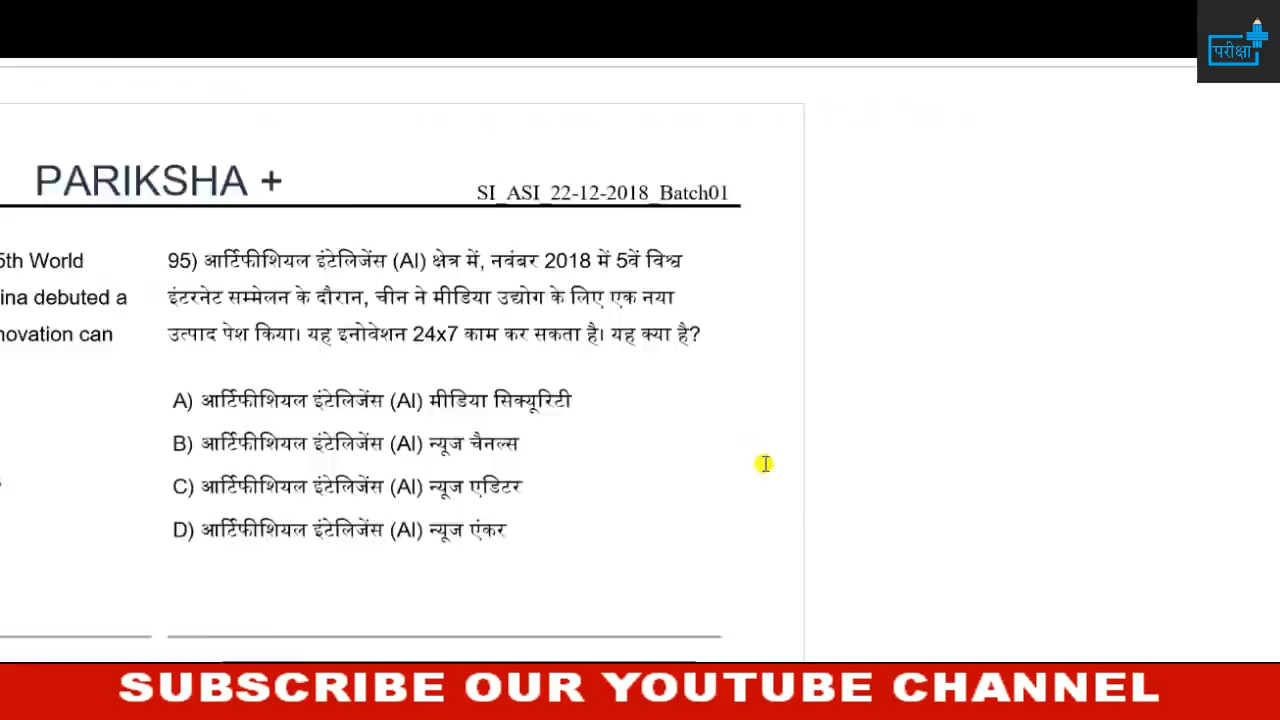 परीक्षा
PARIKSHA +
SI_ASI_22-12-2018_Batch01
5th World
ina debuted a
novation can
95) आर्टिफीशियल इंटेलिजेंस (AI) क्षेत्र में, नवंबर 2018 में 5वें विश्व
इंटरनेट सम्मेलन के दौरान, चीन ने मीडिया उद्योग के लिए एक नया
उत्पाद पेश किया। यह इनोवेशन 24x7 काम कर सकता है। यह क्या है?
A) आर्टिफीशियल इंटेलिजेंस (AI) मीडिया सिक्यूरिटी
B) आर्टिफीशियल इंटेलिजेंस (AI) न्यूज चैनल्स
C) आर्टिफीशियल इंटेलिजेंस (AI) न्यूज एडिटर
D) आर्टिफीशियल इंटेलिजेंस (AI) न्यूज एंकर
SUBSCRIBE OUR YOUTUBE CHANNEL